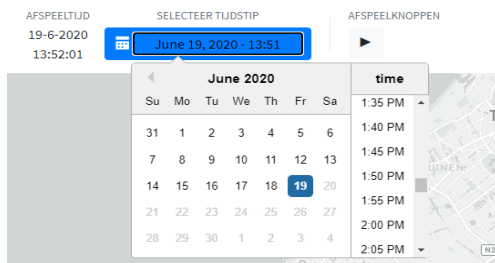 AFSPEELTIJD
19-6-2020
13:52:01
SELECTEER TIJDSTIP
June 19, 2020 - 13:51
AFSPEELKNOPPEN
June 2020
Su Mo Tu We Th Fr Sa
31 1 2 3 4 5 6
7 8 9 10 11 12 13
14 15 16 17 18 19 20
21 22 23 24 25 26 27
28 29 30 1 2 3 4
time
1:35 PM
1:40 PM
1:45 PM
1:50 PM
1:55 PM
2:00 PM
2:05 PM
N2